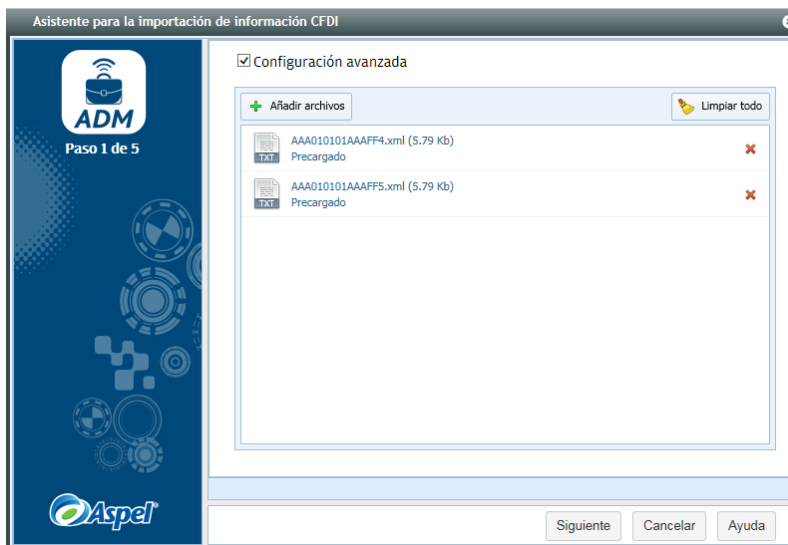 Asistente para la importación de información CFDI
ADM
Paso 1 de 5
Configuración avanzada
Añadir archivos
Limpiar todo
TXT
AAA010101AAAFF4.xml (5.79 Kb)
Precargado
TXT
AAA010101AAAFF5.xml (5.79 Kb)
Precargado
Aspel
Siguiente
Cancelar
Ayuda